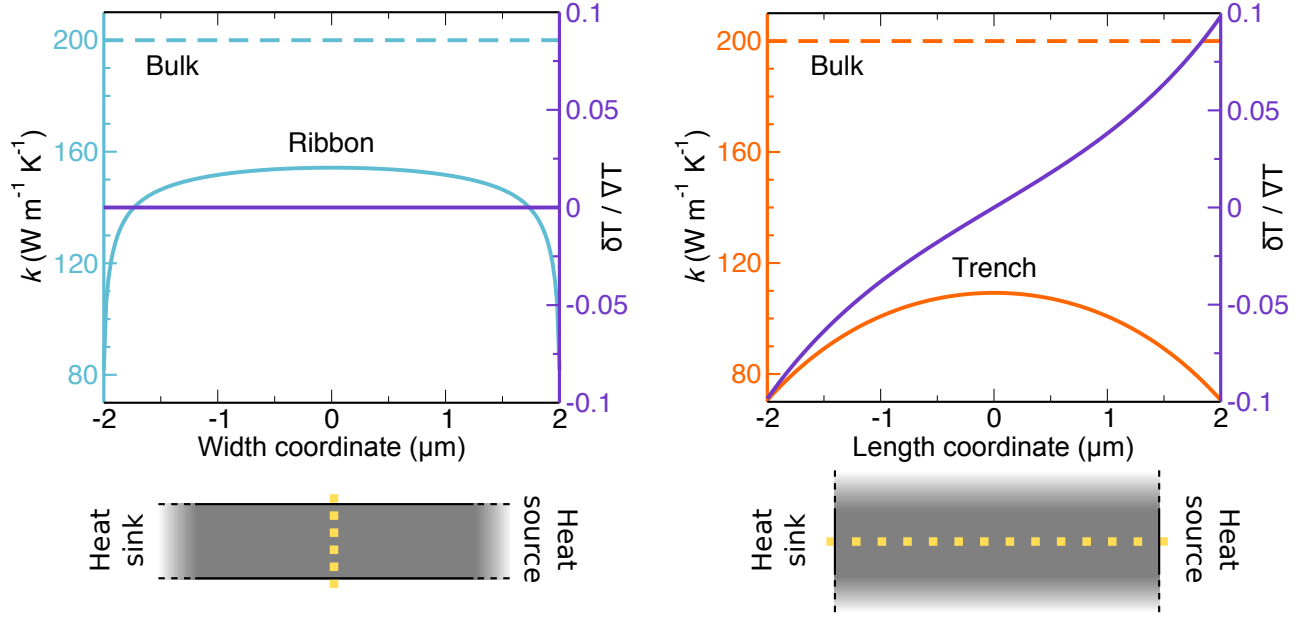 200
160
120
80
k (W m⁻¹ K⁻¹)
Bulk
Ribbon
0.1
0.05
0
-0.05
-0.1
δT / ∇T
-2 -1 0 1 2
Width coordinate (µm)
Heat
sink
Heat
source
200
160
120
80
k (W m⁻¹ K⁻¹)
Bulk
Trench
0.1
0.05
0
-0.05
-0.1
δT / ∇T
-2 -1 0 1 2
Length coordinate (µm)
Heat
sink
Heat
source